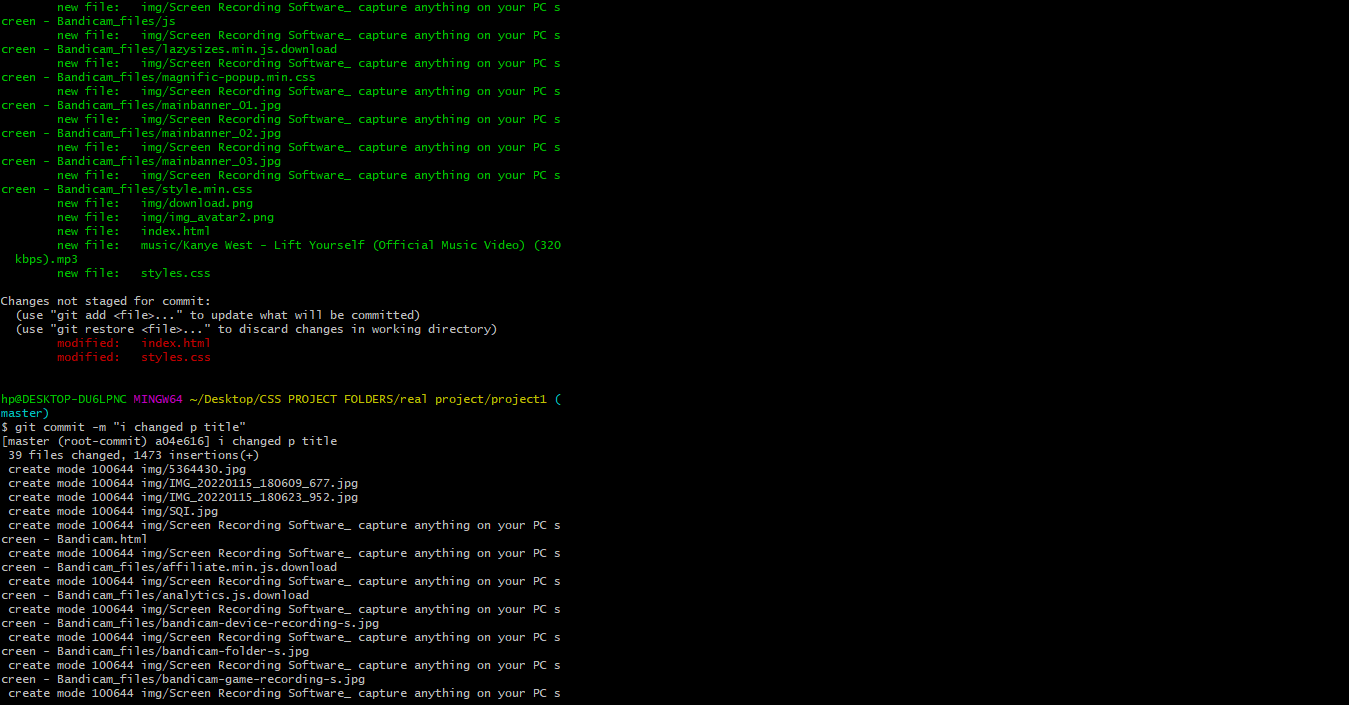 new file:   img/Screen Recording Software_ capture anything on your PC s
creen - Bandicam_files/js
new file:   img/Screen Recording Software_ capture anything on your PC s
creen - Bandicam_files/lazysizes.min.js.download
new file:   img/Screen Recording Software_ capture anything on your PC s
creen - Bandicam_files/magnific-popup.min.css
new file:   img/Screen Recording Software_ capture anything on your PC s
creen - Bandicam_files/mainbanner_01.jpg
new file:   img/Screen Recording Software_ capture anything on your PC s
creen - Bandicam_files/mainbanner_02.jpg
new file:   img/Screen Recording Software_ capture anything on your PC s
creen - Bandicam_files/mainbanner_03.jpg
new file:   img/Screen Recording Software_ capture anything on your PC s
creen - Bandicam_files/style.min.css
new file:   img/download.png
new file:   img/img_avatar2.png
new file:   index.html
new file:   music/Kanye West - Lift Yourself (Official Music Video) (320
kbps).mp3
new file:   styles.css
Changes not staged for commit:
(use "git add <file>..." to update what will be committed)
(use "git restore <file>..." to discard changes in working directory)
modified:   index.html
modified:   styles.css
hp@DESKTOP-DU6LPNC MINGW64 ~/Desktop/CSS PROJECT FOLDERS/real project/project1 (
master)
$ git commit -m "i changed p title"
[master (root-commit) a04e616] i changed p title
39 files changed, 1473 insertions(+)
create mode 100644 img/5364430.jpg
create mode 100644 img/IMG_20220115_180609_677.jpg
create mode 100644 img/IMG_20220115_180623_952.jpg
create mode 100644 img/SQI.jpg
create mode 100644 img/Screen Recording Software_ capture anything on your PC s
creen - Bandicam.html
create mode 100644 img/Screen Recording Software_ capture anything on your PC s
creen - Bandicam_files/affiliate.min.js.download
create mode 100644 img/Screen Recording Software_ capture anything on your PC s
creen - Bandicam_files/analytics.js.download
create mode 100644 img/Screen Recording Software_ capture anything on your PC s
creen - Bandicam_files/bandicam-device-recording-s.jpg
create mode 100644 img/Screen Recording Software_ capture anything on your PC s
creen - Bandicam_files/bandicam-folder-s.jpg
create mode 100644 img/Screen Recording Software_ capture anything on your PC s
creen - Bandicam_files/bandicam-game-recording-s.jpg
create mode 100644 img/Screen Recording Software_ capture anything on your PC s